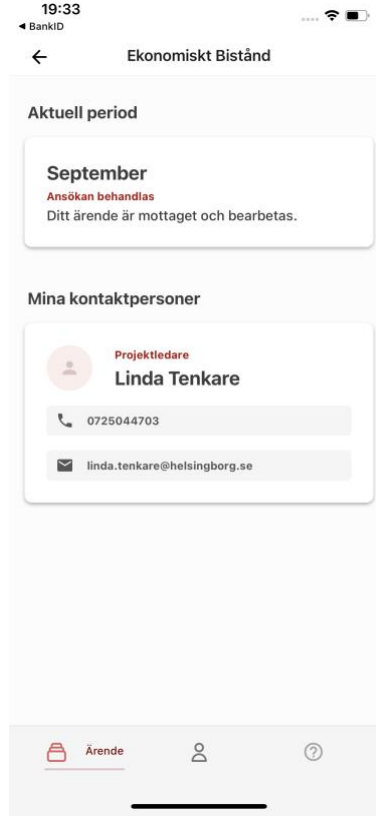 19:33
◀ BankID
Ekonomiskt Bistånd
Aktuell period
September
Ansökan behandlas
Ditt ärende är mottaget och bearbetas.
Mina kontaktpersoner
Projektledare
Linda Tenkare
0725044703
linda.tenkare@helsingborg.se
Ärende